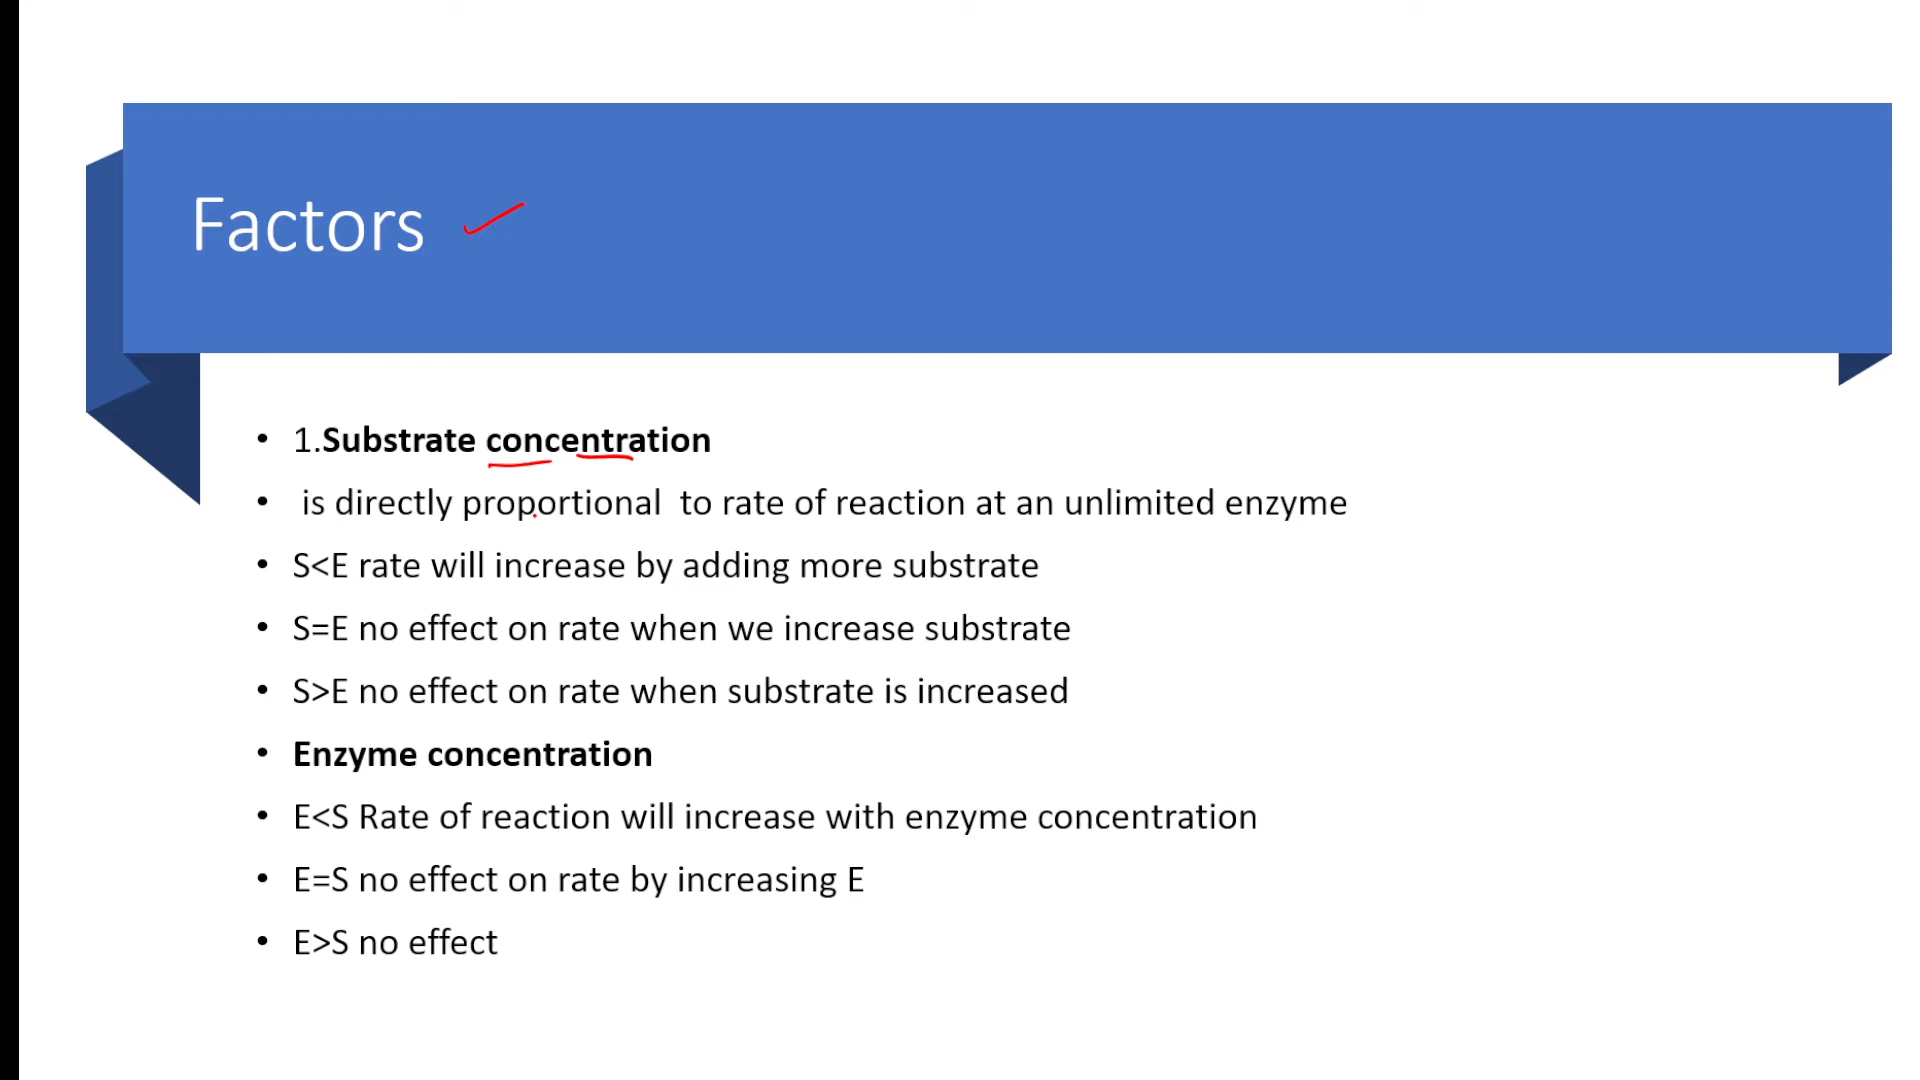 Factors
• 1.Substrate concentration
• is directly proportional to rate of reaction at an unlimited enzyme
• S<E rate will increase by adding more substrate
• S=E no effect on rate when we increase substrate
• S>E no effect on rate when substrate is increased
• Enzyme concentration
• E<S Rate of reaction will increase with enzyme concentration
• E=S no effect on rate by increasing E
• E>S no effect